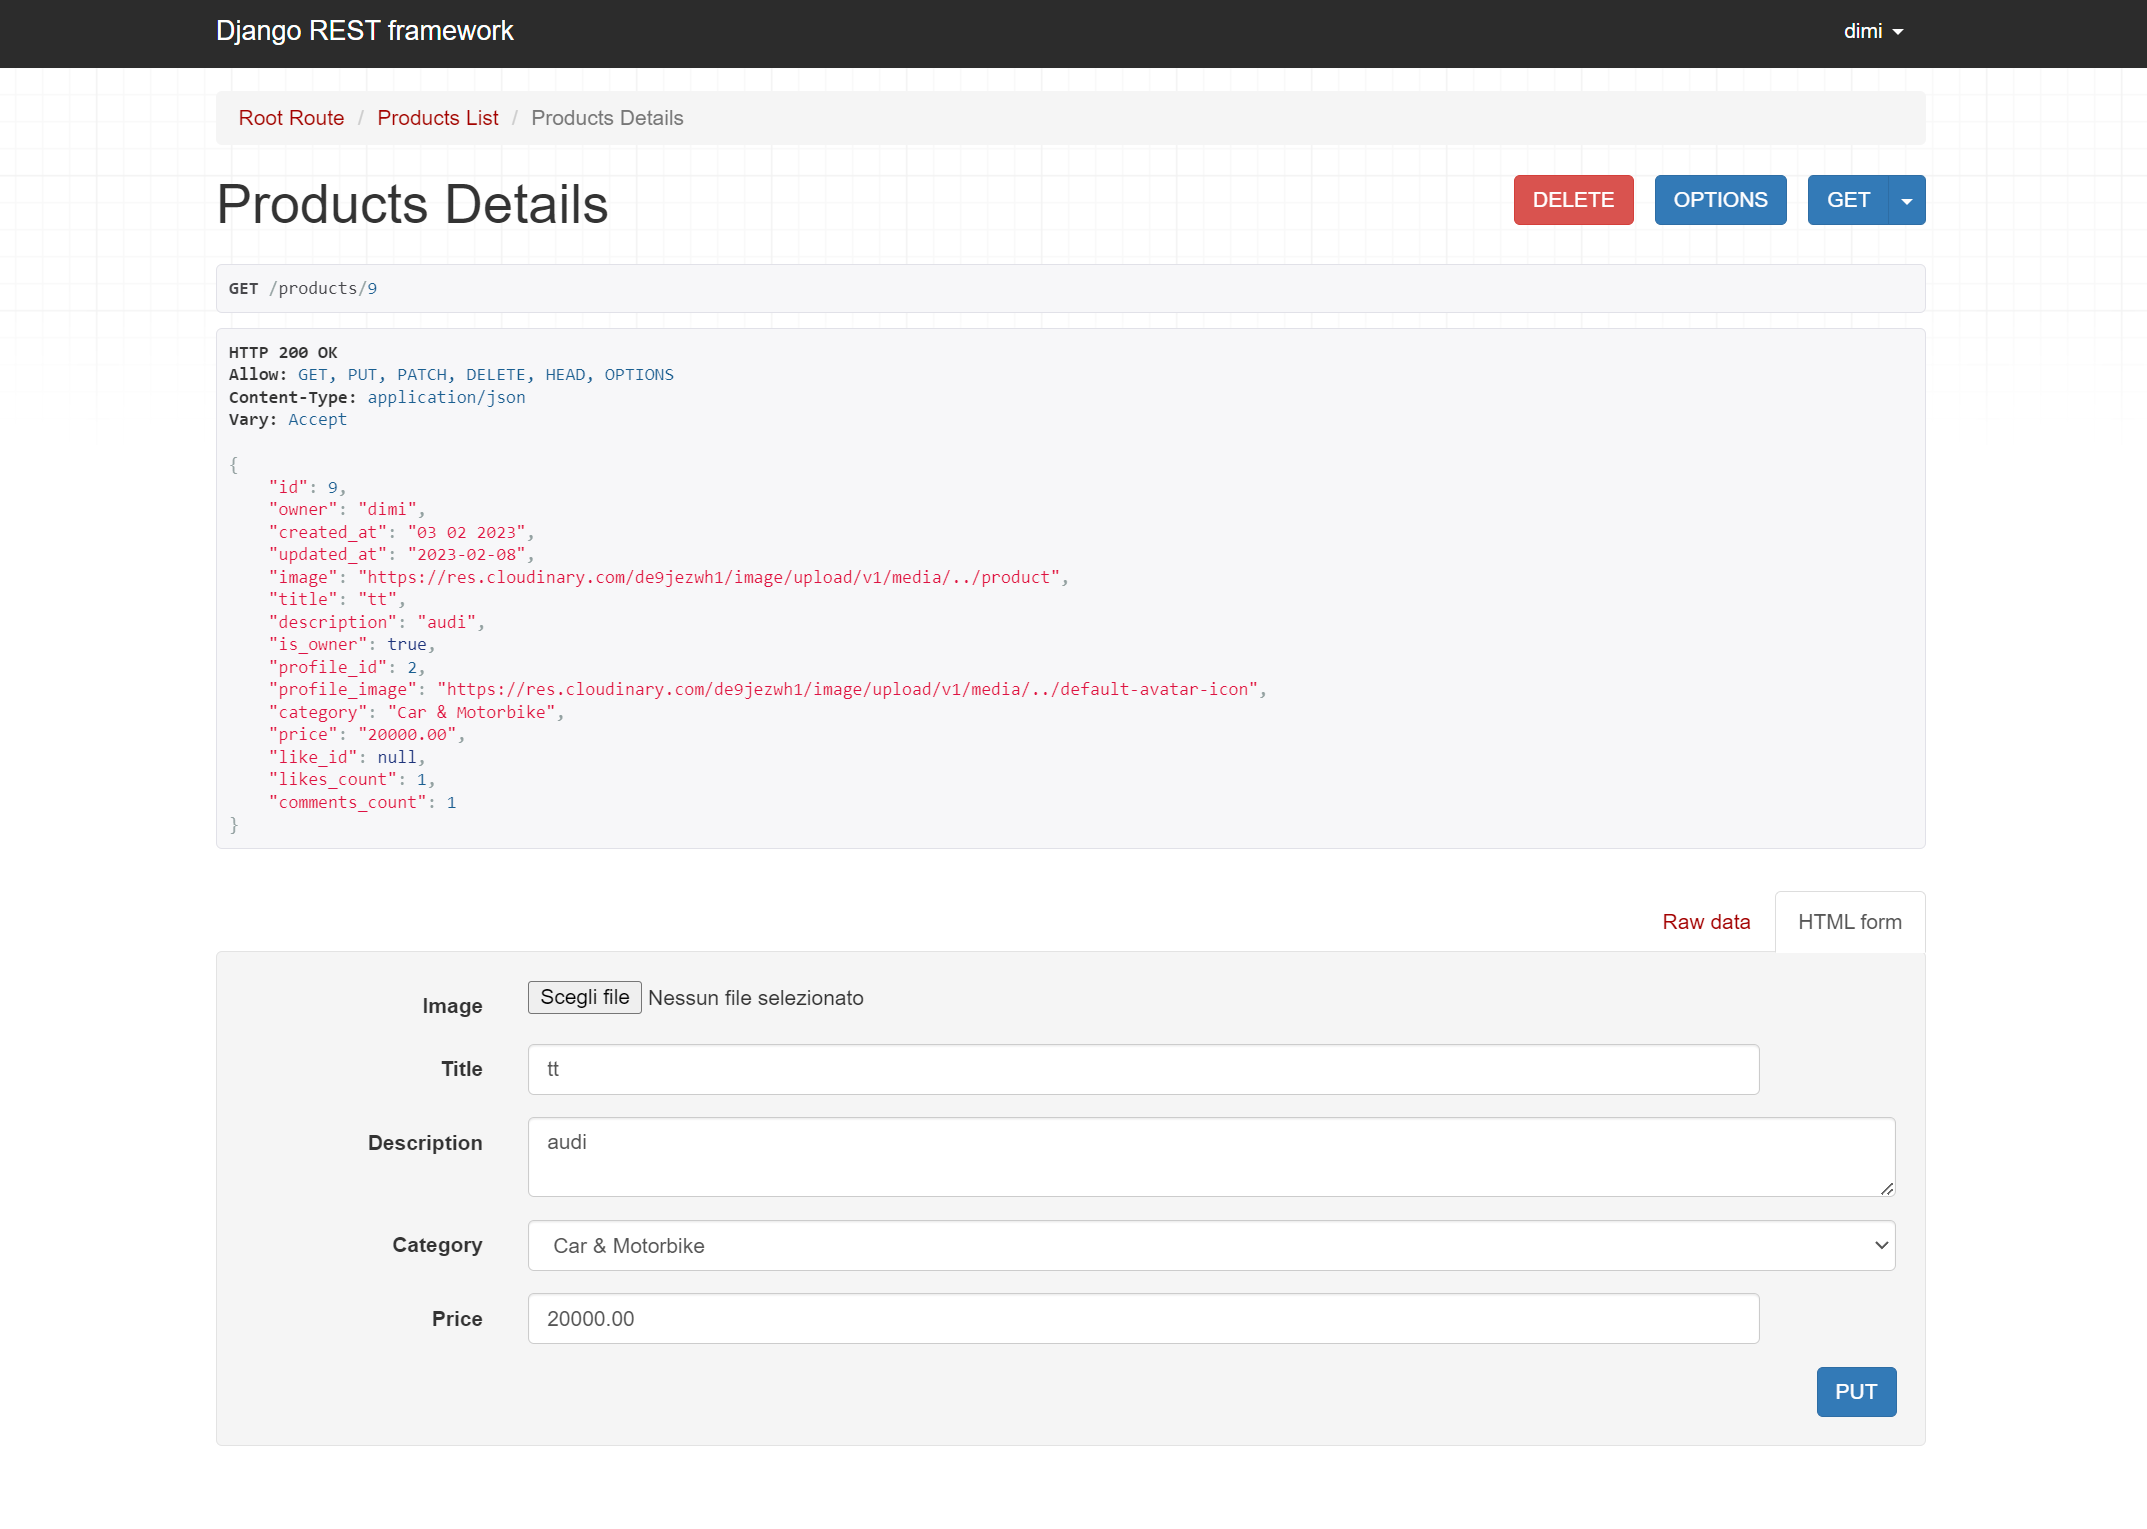 Django REST framework
dimi
Root Route / Products List / Products Details
Products Details
DELETE
OPTIONS
GET
GET /products/9
HTTP 200 OK
Allow: GET, PUT, PATCH, DELETE, HEAD, OPTIONS
Content-Type: application/json
Vary: Accept
{
    "id": 9,
    "owner": "dimi",
    "created_at": "03 02 2023",
    "updated_at": "2023-02-08",
    "image": "https://res.cloudinary.com/de9jezwh1/image/upload/v1/media/../product",
    "title": "tt",
    "description": "audi",
    "is_owner": true,
    "profile_id": 2,
    "profile_image": "https://res.cloudinary.com/de9jezwh1/image/upload/v1/media/../default-avatar-icon",
    "category": "Car & Motorbike",
    "price": "20000.00",
    "like_id": null,
    "likes_count": 1,
    "comments_count": 1
}
Raw data
HTML form
Image
Scegli file Nessun file selezionato
Title
tt
Description
audi
Category
Car & Motorbike
Price
20000.00
PUT